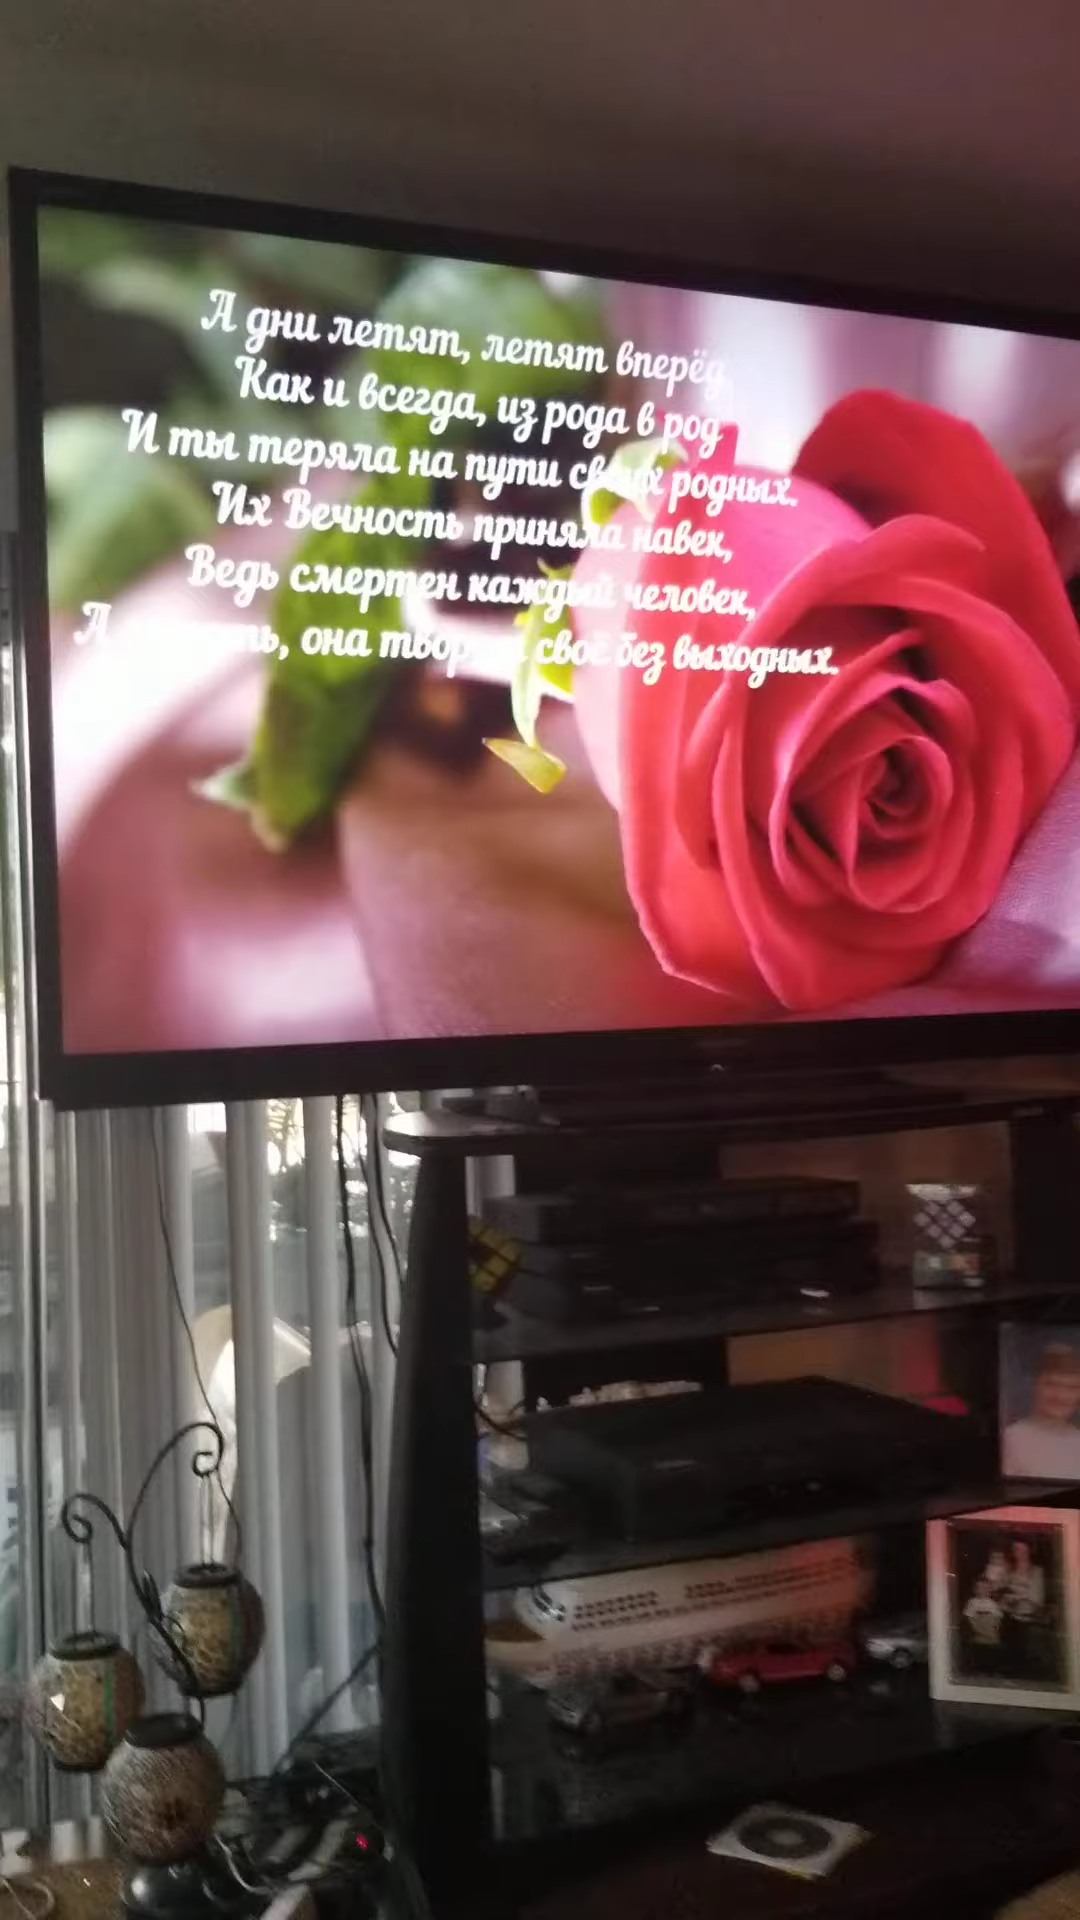 А дни летят, летят вперёд
Как и всегда, из рода в род
И ты теряла на пути своих родных.
Их Вечность приняла навек,
Ведь смертен каждый человек,
А она своё без выходных.